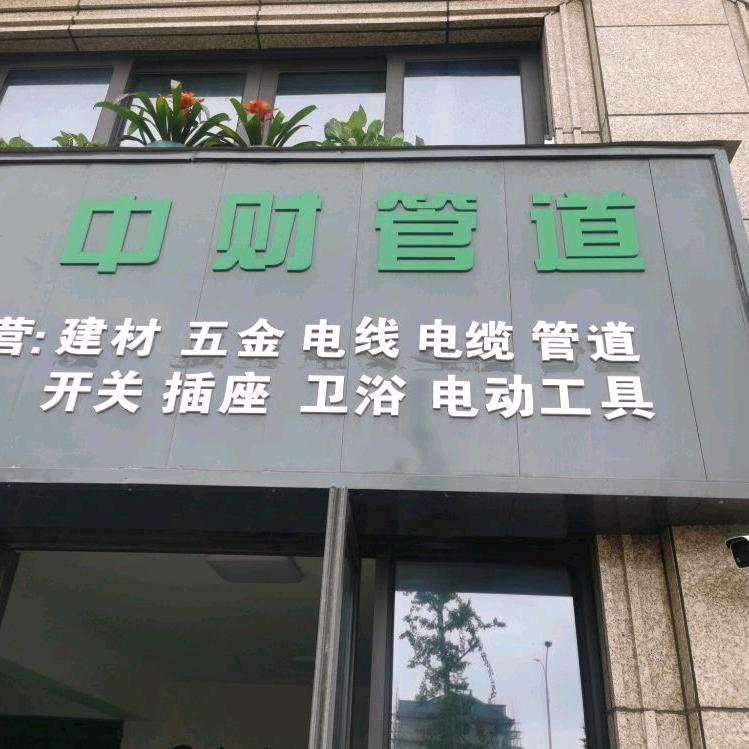 中财管道
营:建材 五金 电线 电缆 管道
开关 插座 卫浴 电动工具